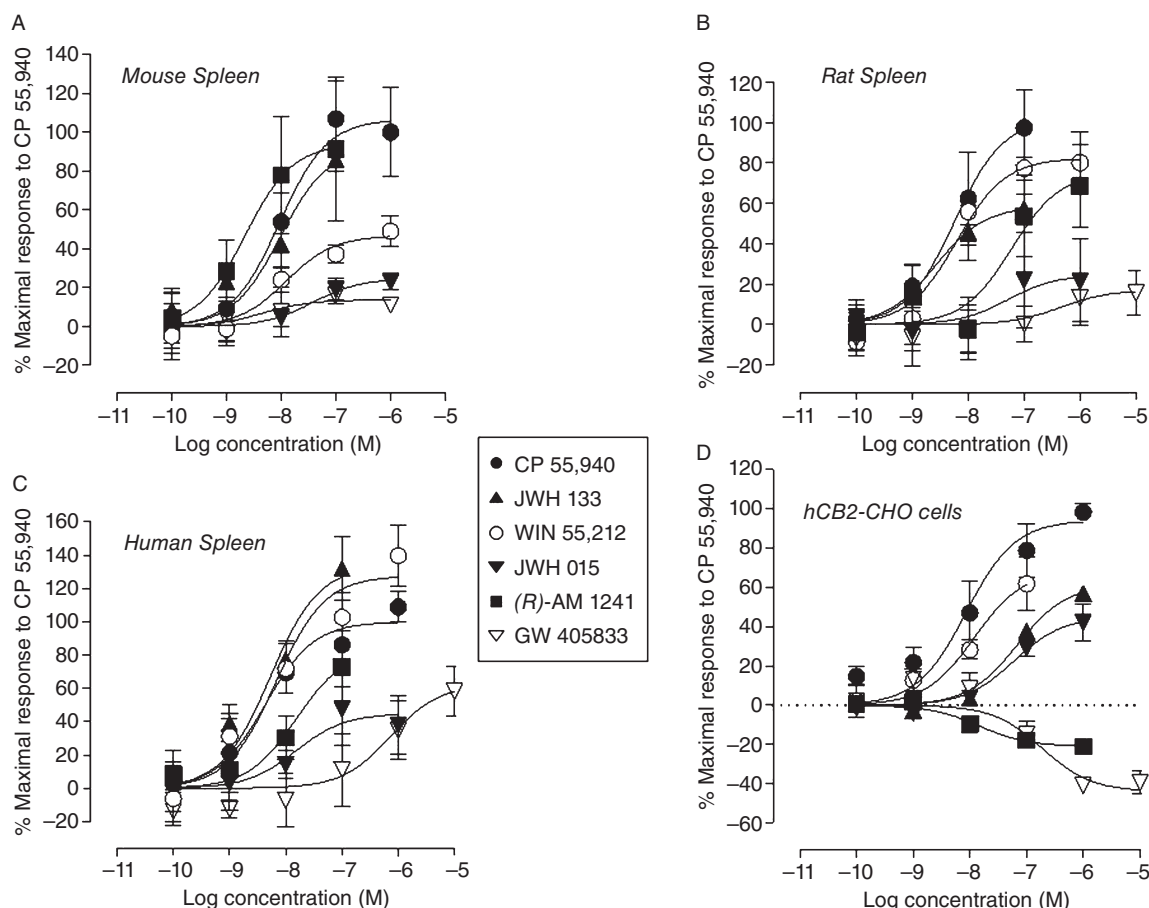 A
Mouse Spleen
% Maximal response to CP 55,940
140
120
100
80
60
40
20
0
–20
–11 –10 –9 –8 –7 –6 –5
Log concentration (M)
B
Rat Spleen
% Maximal response to CP 55,940
120
100
80
60
40
20
0
–20
–11 –10 –9 –8 –7 –6 –5
Log concentration (M)
C
Human Spleen
% Maximal response to CP 55,940
160
140
120
100
80
60
40
20
0
–20
–11 –10 –9 –8 –7 –6 –5
Log concentration (M)
CP 55,940
JWH 133
WIN 55,212
JWH 015
(R)-AM 1241
GW 405833
D
hCB2-CHO cells
% Maximal response to CP 55,940
120
100
80
60
40
20
0
–20
–40
–60
–11 –10 –9 –8 –7 –6 –5
Log concentration (M)